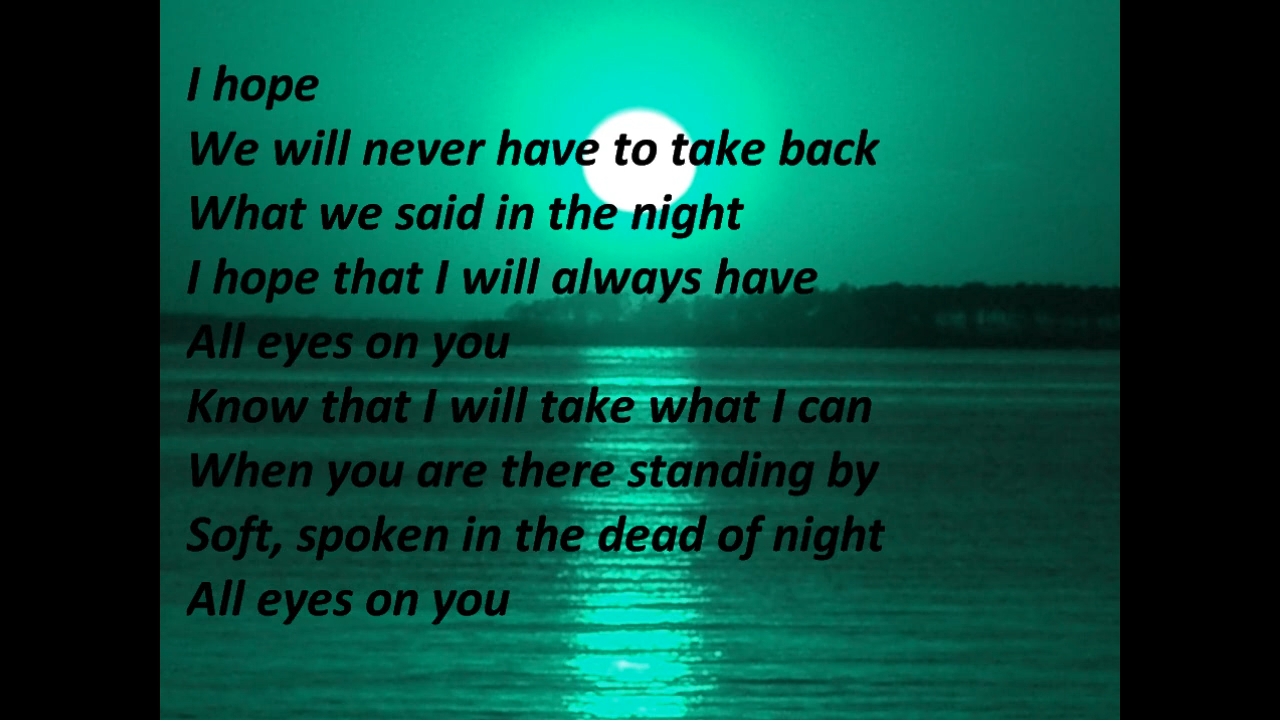 I hope
We will never have to take back
What we said in the night
I hope that I will always have
All eyes on you
Know that I will take what I can
When you are there standing by
Soft, spoken in the dead of night
All eyes on you